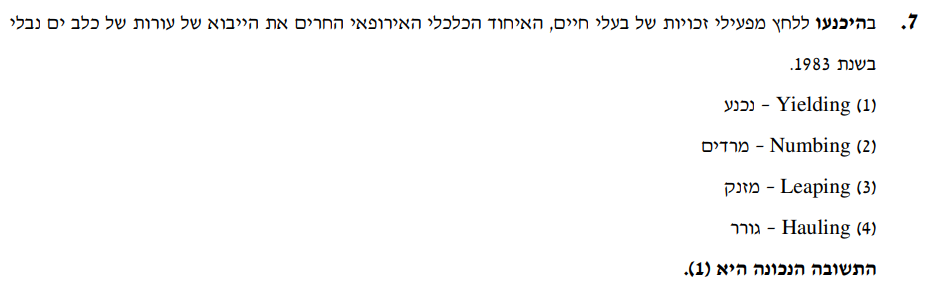 7. בהיכנעו ללחץ מפעילי זכויות של בעלי חיים, האיחוד הכלכלי האירופאי החרים את הייבוא של עורות של כלב ים נבלי
בשנת 1983.
(1) Yielding – נכנע
(2) Numbing – מרדים
(3) Leaping – מזנק
(4) Hauling – גורר
התשובה הנכונה היא (1).